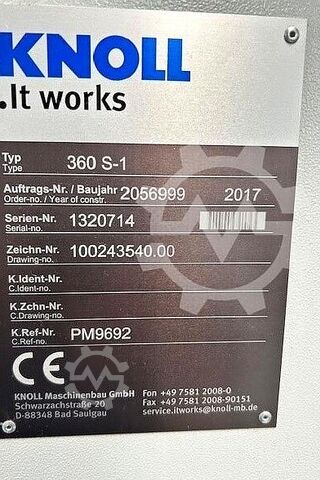 KNOLL
.It works
Typ 360 S-1
Type
Auftrags-Nr. / Baujahr 2056999 2017
Order-no. / Year of constr.
Serien-Nr. 1320714
Serial-no.
Zeichn-Nr. 100243540.00
Drawing-no.
K.Ident-Nr.
C.Ident-no.
K.Zchn-Nr.
C.Drawing-no.
K.Ref-Nr. PM9692
C.Ref-no.
CE
KNOLL Maschinenbau GmbH Fon +49 7581 2008-0
Schwarzachstraße 20 Fax +49 7581 2008-90151
D-88348 Bad Saulgau service.itworks@knoll-mb.de